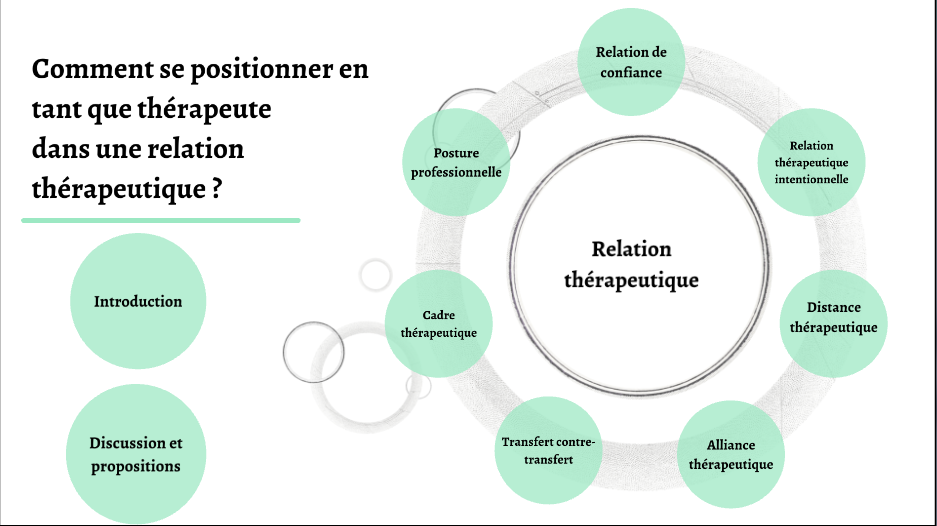 Comment se positionner en
tant que thérapeute
dans une relation
thérapeutique ?
Introduction
Discussion et
propositions
Relation de
confiance
Posture
professionnelle
Relation
thérapeutique
intentionnelle
Relation
thérapeutique
Cadre
thérapeutique
Distance
thérapeutique
Transfert contre-
transfert
Alliance
thérapeutique